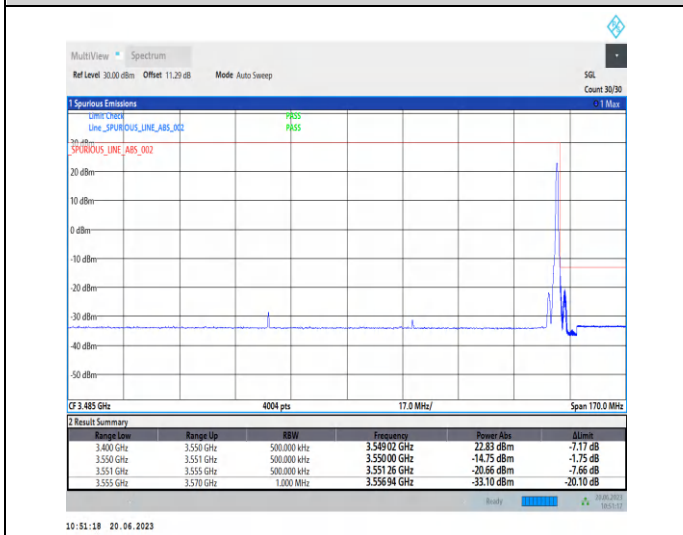 MultiView Spectrum
Ref Level 30.00 dBm Offset 11.29 dB Mode Auto Sweep SGL
Count 30/30
1 Spurious Emissions 1 Max
Limit Check PASS
Line _SPURIOUS_LINE_ABS_002 PASS
30 dBm
_SPURIOUS_LINE_ABS_002
20 dBm
10 dBm
0 dBm
-10 dBm
-20 dBm
-30 dBm
-40 dBm
-50 dBm
CF 3.485 GHz 4004 pts 17.0 MHz/ Span 170.0 MHz
2 Result Summary
Range Low Range Up RBW Frequency Power Abs ΔLimit
3.400 GHz 3.550 GHz 500.000 kHz 3.549 02 GHz 22.83 dBm -7.17 dB
3.550 GHz 3.551 GHz 500.000 kHz 3.550 00 GHz -14.75 dBm -1.75 dB
3.551 GHz 3.555 GHz 500.000 kHz 3.551 26 GHz -20.66 dBm -7.66 dB
3.555 GHz 3.570 GHz 1.000 MHz 3.556 94 GHz -33.10 dBm -20.10 dB
Ready 20.06.2023
10:51:17
10:51:18 20.06.2023